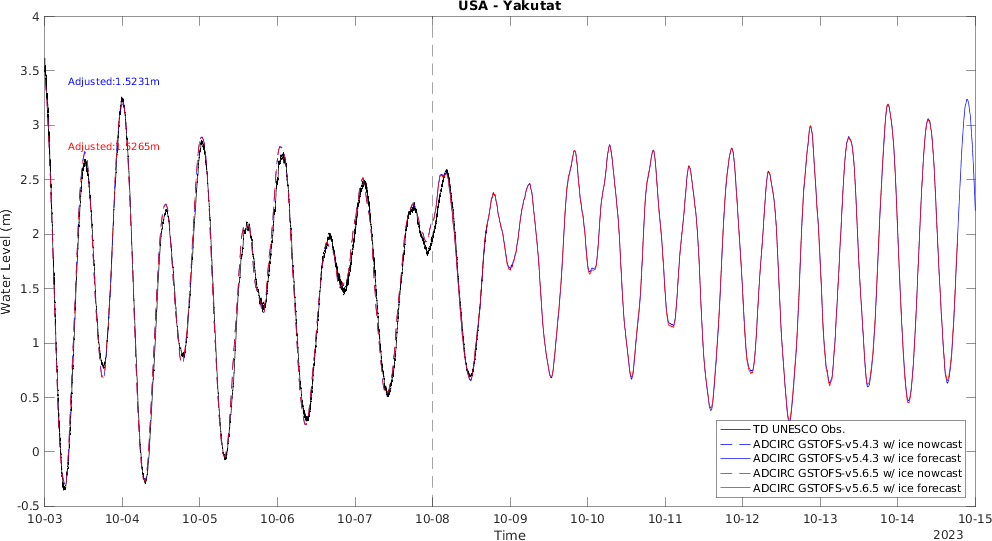 USA - Yakutat
4
3.5
3
2.5
2
1.5
1
0.5
0
-0.5
Water Level (m)
Adjusted:1.5231m
Adjusted:1.5265m
TD UNESCO Obs.
ADCIRC GSTOFS-v5.4.3 w/ ice nowcast
ADCIRC GSTOFS-v5.4.3 w/ ice forecast
ADCIRC GSTOFS-v5.6.5 w/ ice nowcast
ADCIRC GSTOFS-v5.6.5 w/ ice forecast
10-03 10-04 10-05 10-06 10-07 10-08 10-09 10-10 10-11 10-12 10-13 10-14 10-15
Time
2023